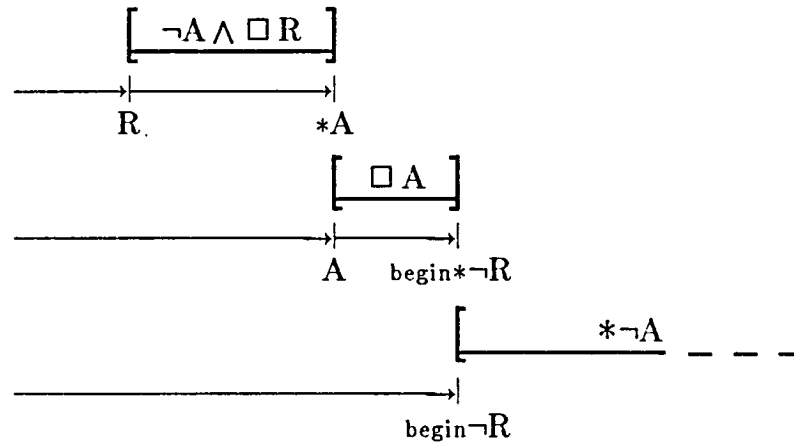 ¬A ∧ □ R
R *A
□ A
A begin*¬R
*¬A
begin¬R